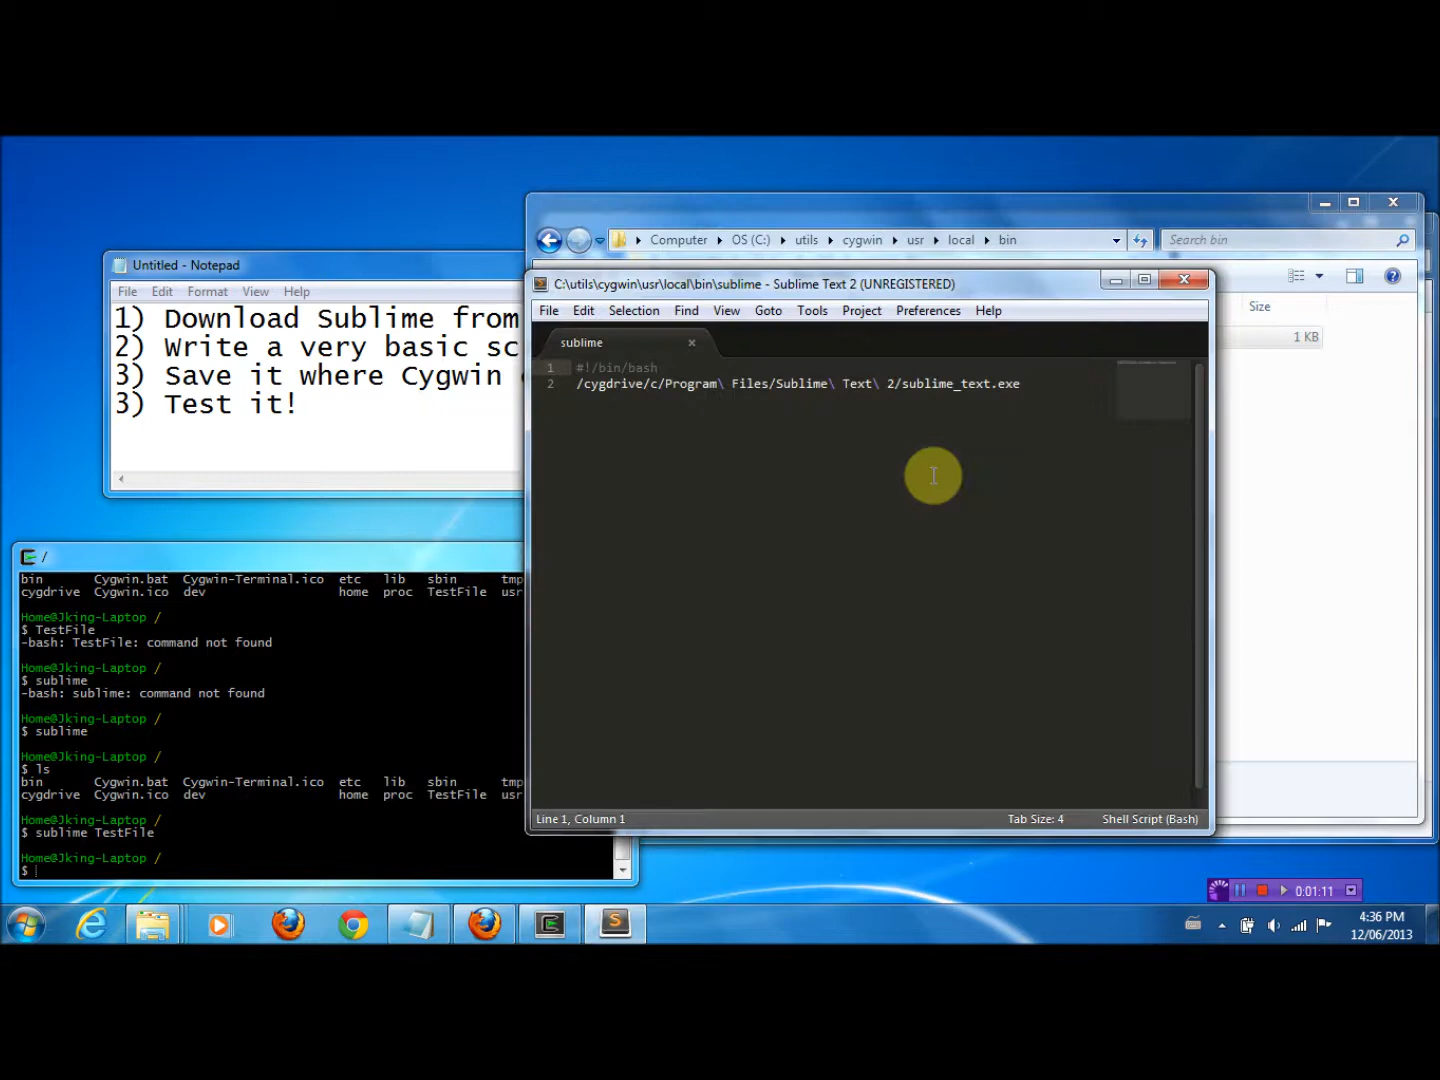 Untitled - Notepad
File Edit Format View Help
1) Download Sublime from
2) Write a very basic sc
3) Save it where Cygwin
3) Test it!
Computer OS (C:) utils cygwin usr local bin
Search bin
Size
1 KB
C:\utils\cygwin\usr\local\bin\sublime - Sublime Text 2 (UNREGISTERED)
File Edit Selection Find View Goto Tools Project Preferences Help
sublime
1 #!/bin/bash
2 /cygdrive/c/Program\ Files/Sublime\ Text\ 2/sublime_text.exe
Line 1, Column 1
Tab Size: 4
Shell Script (Bash)
/
bin Cygwin.bat Cygwin-Terminal.ico etc lib sbin tmp
cygdrive Cygwin.ico dev home proc TestFile usr
Home@Jking-Laptop /
$ TestFile
-bash: TestFile: command not found
Home@Jking-Laptop /
$ sublime
-bash: sublime: command not found
Home@Jking-Laptop /
$ sublime
Home@Jking-Laptop /
$ ls
bin Cygwin.bat Cygwin-Terminal.ico etc lib sbin tmp
cygdrive Cygwin.ico dev home proc TestFile usr
Home@Jking-Laptop /
$ sublime TestFile
Home@Jking-Laptop /
$
0:01:11
4:36 PM
12/06/2013